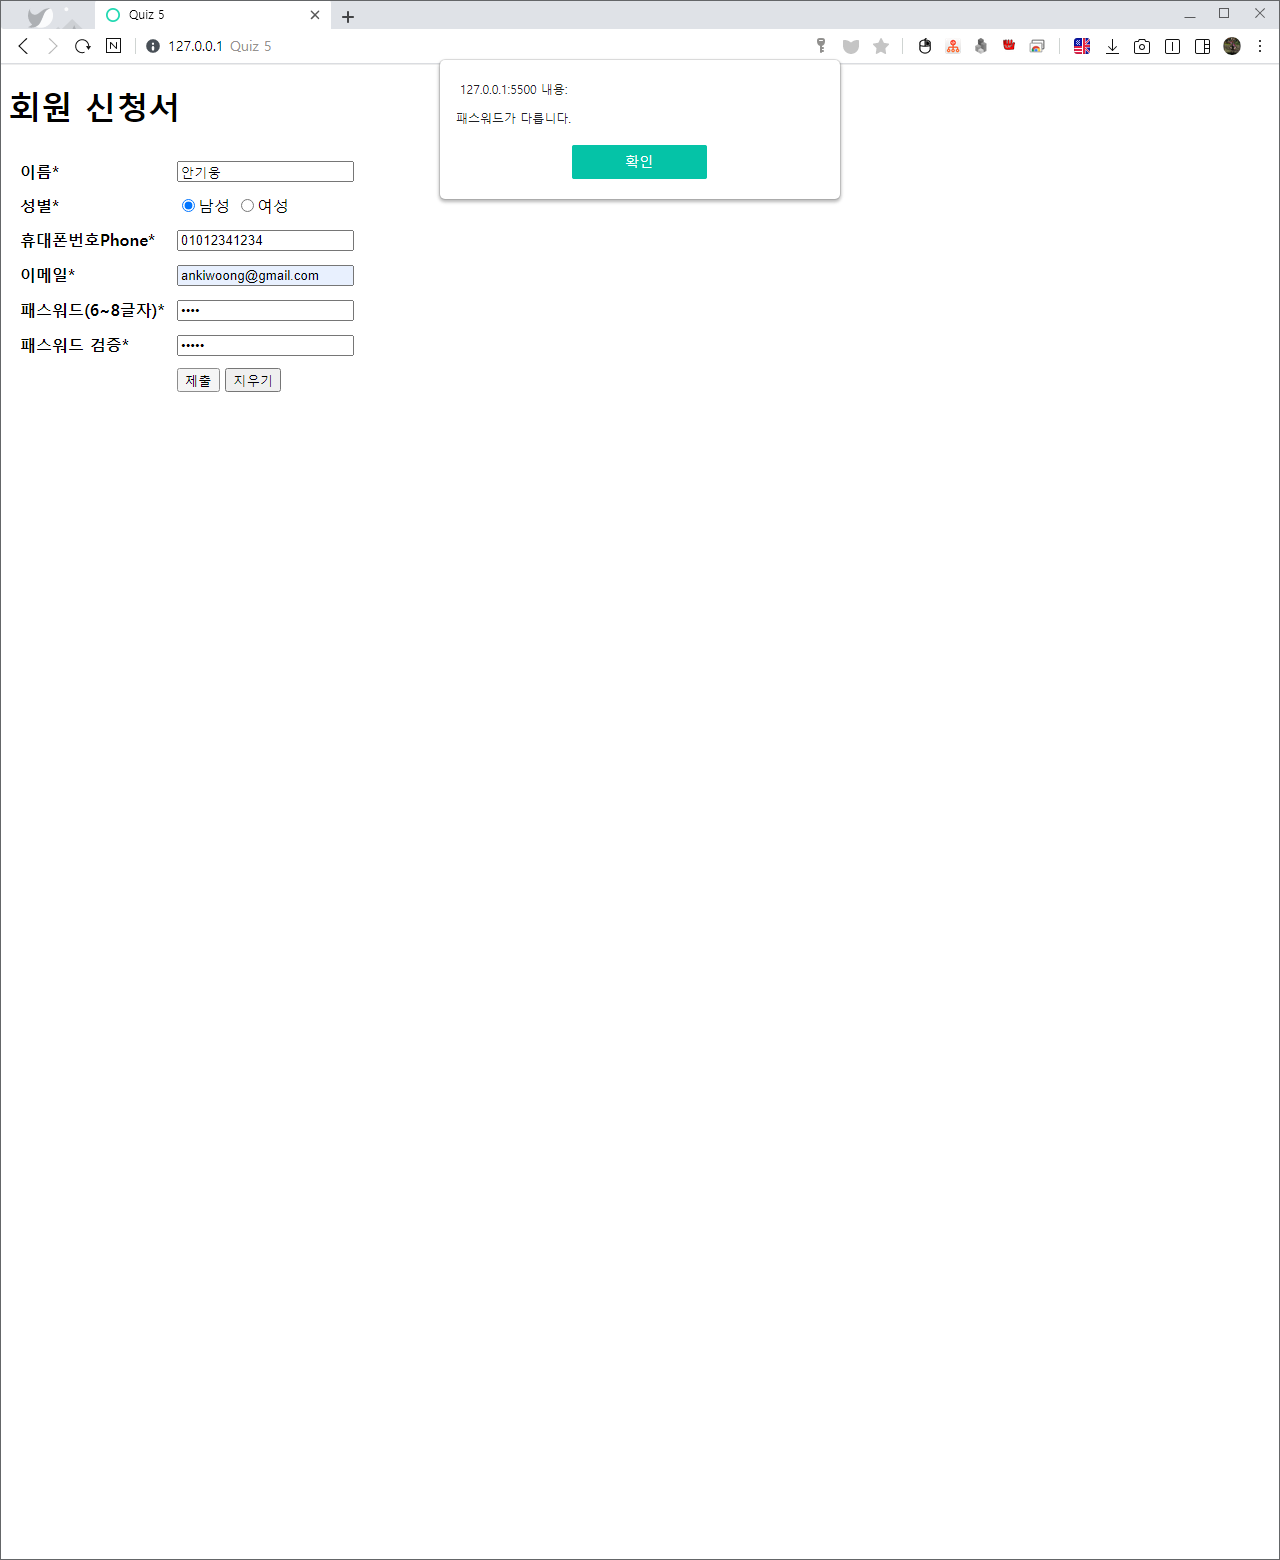 Quiz 5
127.0.0.1 Quiz 5
127.0.0.1:5500 내용:
패스워드가 다릅니다.
확인
회원 신청서
이름* 안기웅
성별* 남성 여성
휴대폰번호Phone* 01012341234
이메일* ankiwoong@gmail.com
패스워드(6~8글자)* ••••
패스워드 검증* •••••
제출 지우기